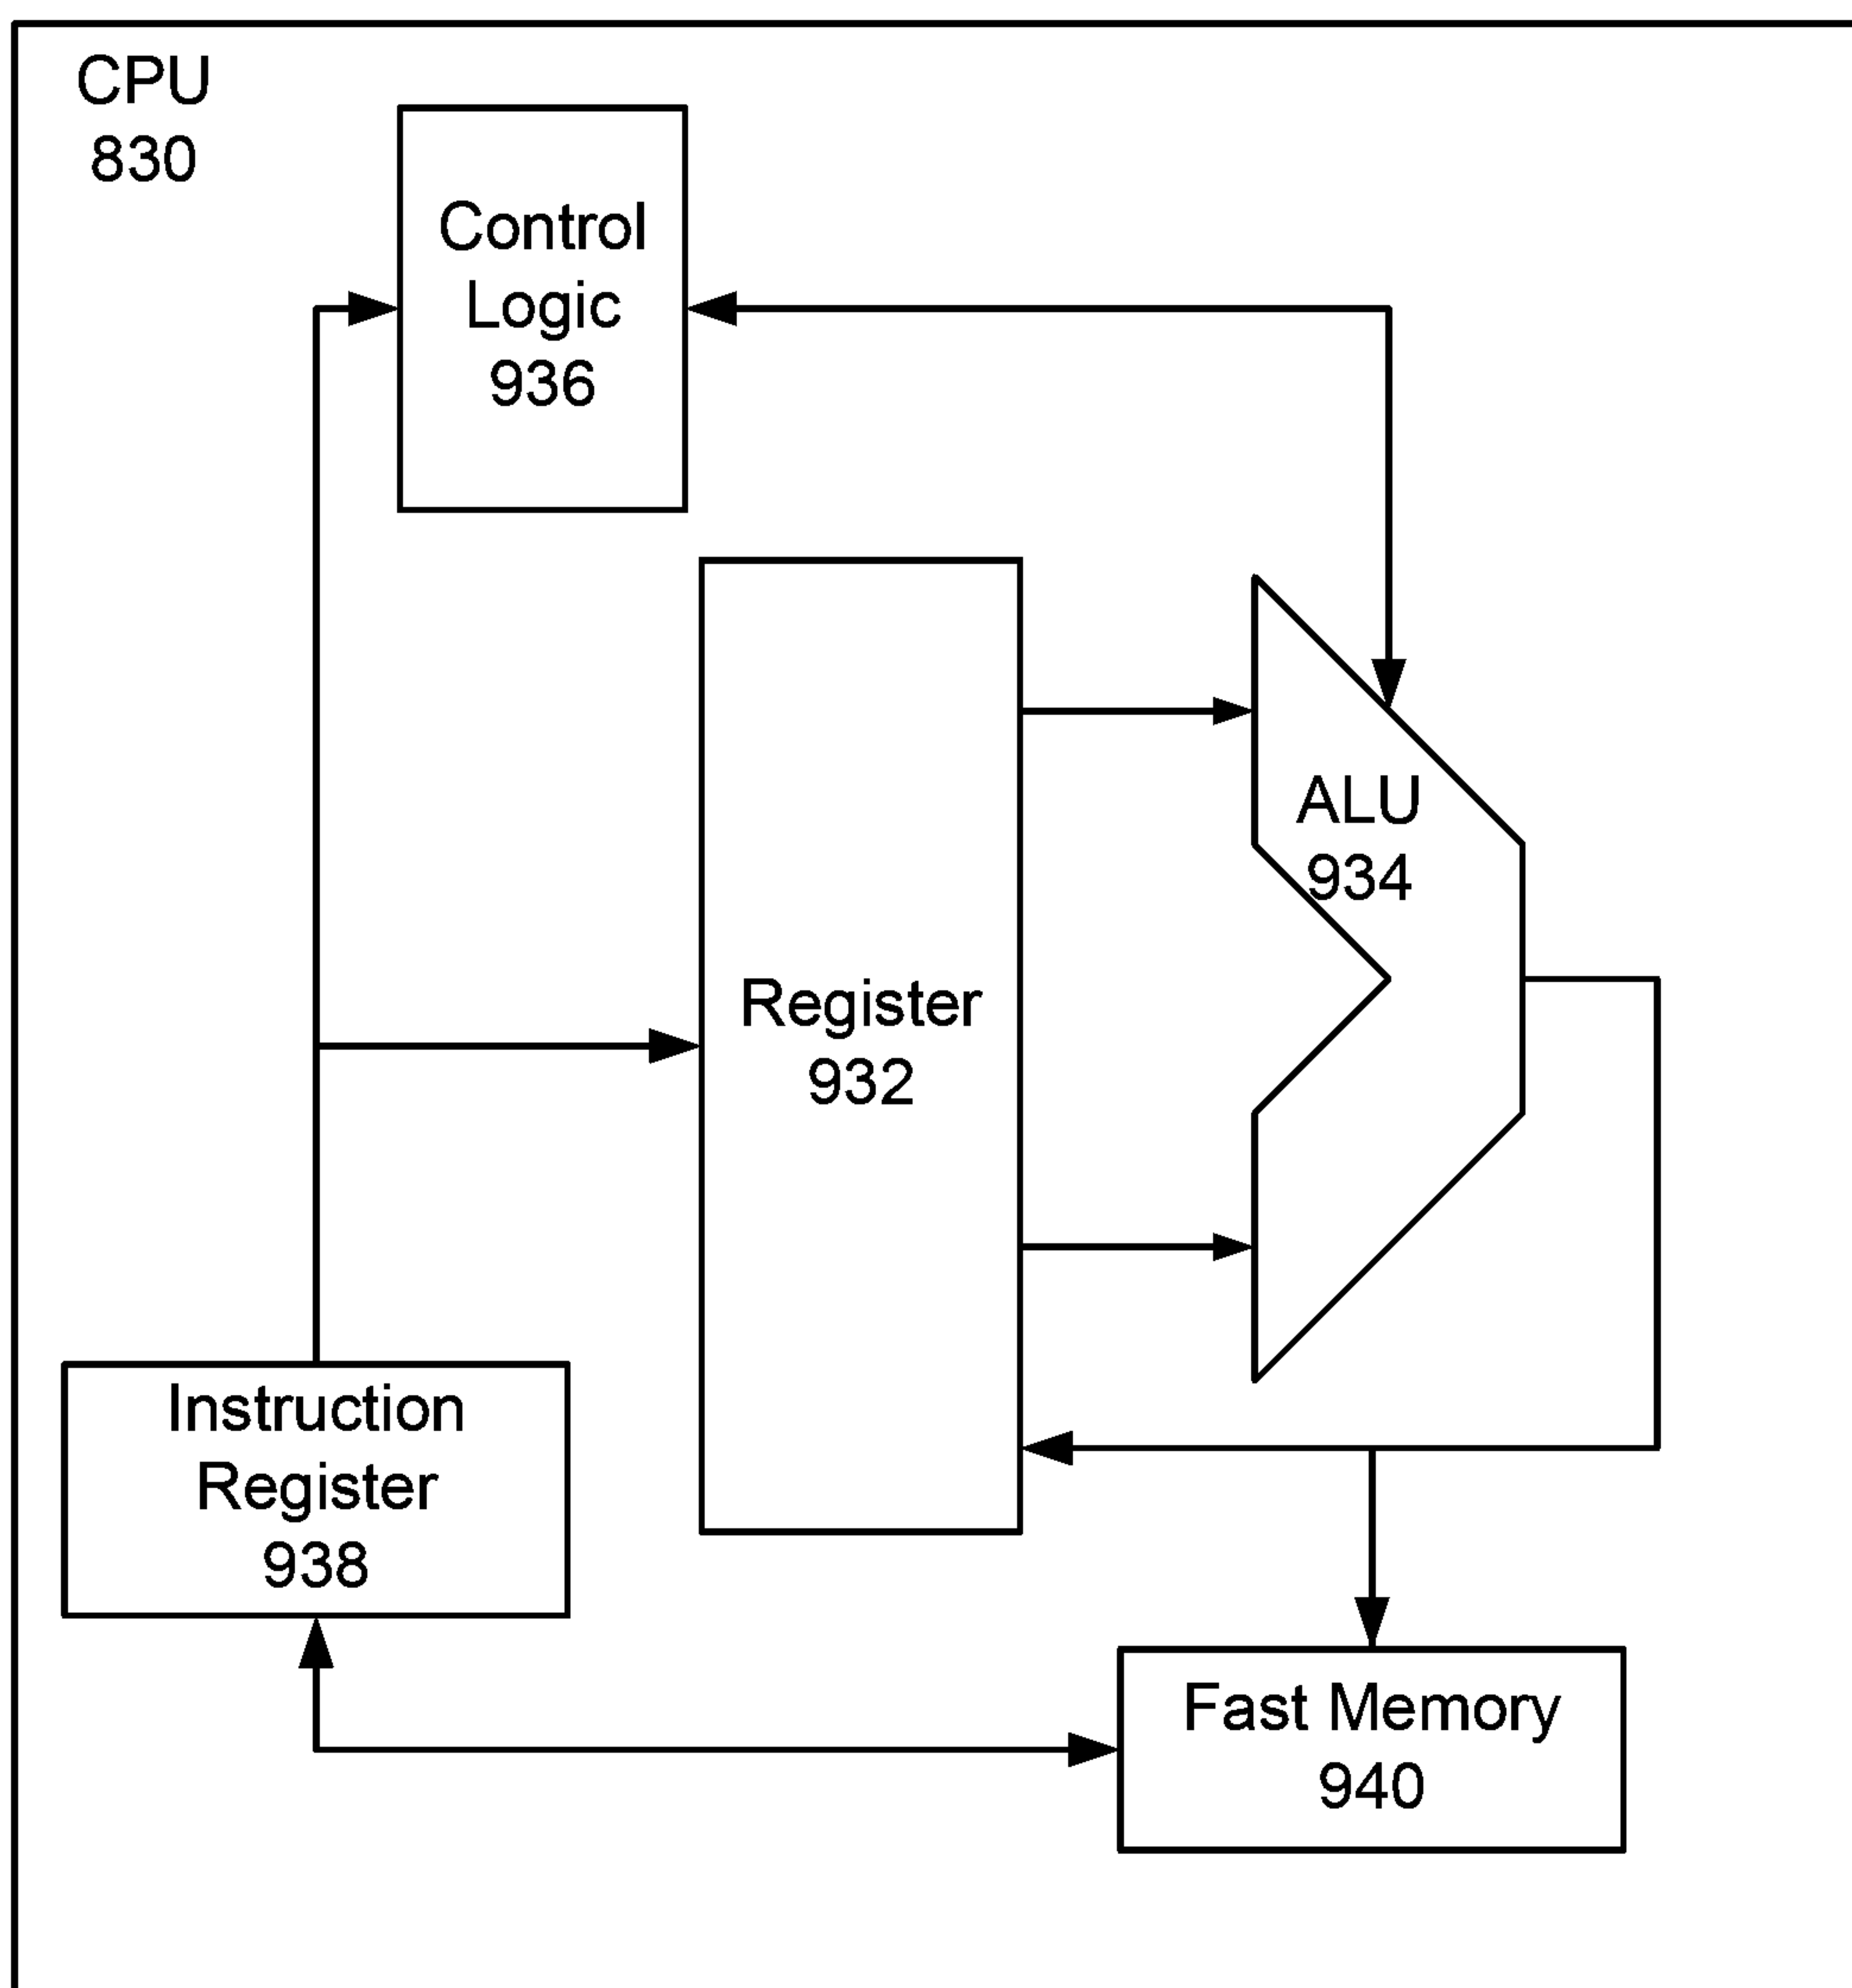 CPU
830
Control
Logic
936
ALU
934
Register
932
Instruction
Register
938
Fast Memory
940